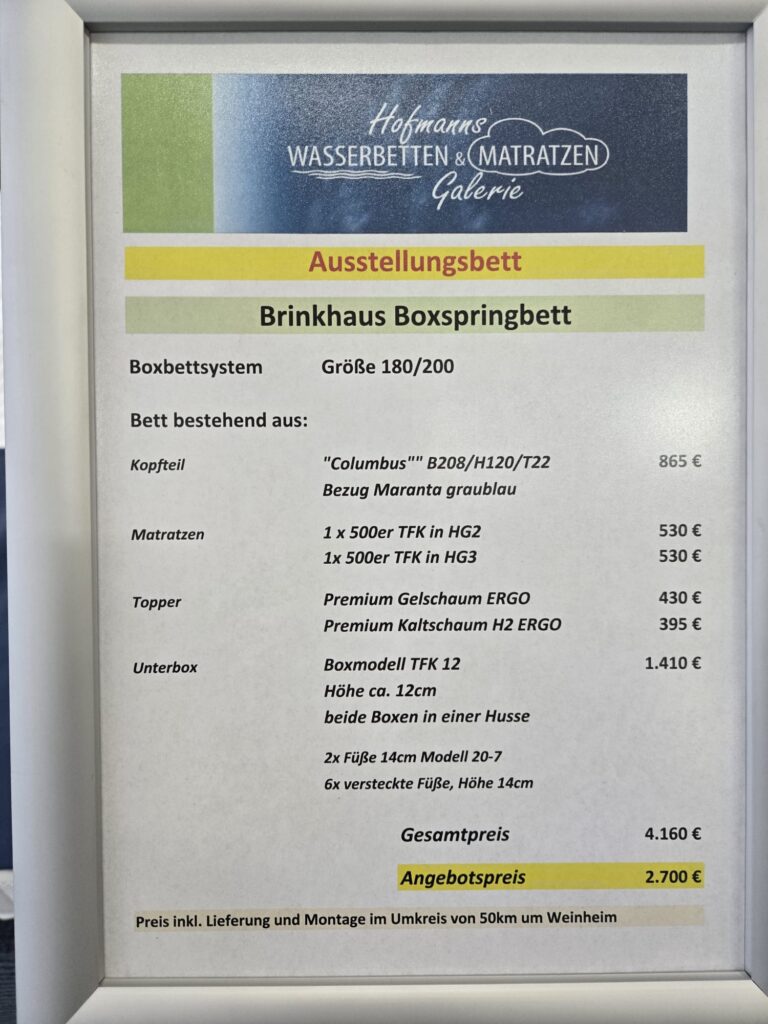 Hofmanns
WASSERBETTEN & MATRATZEN
Galerie
Ausstellungsbett
Brinkhaus Boxspringbett
Boxbettsystem Größe 180/200
Bett bestehend aus:
Kopfteil "Columbus"" B208/H120/T22 865 €
Bezug Maranta graublau
Matratzen 1 x 500er TFK in HG2 530 €
1x 500er TFK in HG3 530 €
Topper Premium Gelschaum ERGO 430 €
Premium Kaltschaum H2 ERGO 395 €
Unterbox Boxmodell TFK 12 1.410 €
Höhe ca. 12cm
beide Boxen in einer Husse
2x Füße 14cm Modell 20-7
6x versteckte Füße, Höhe 14cm
Gesamtpreis 4.160 €
Angebotspreis 2.700 €
Preis inkl. Lieferung und Montage im Umkreis von 50km um Weinheim